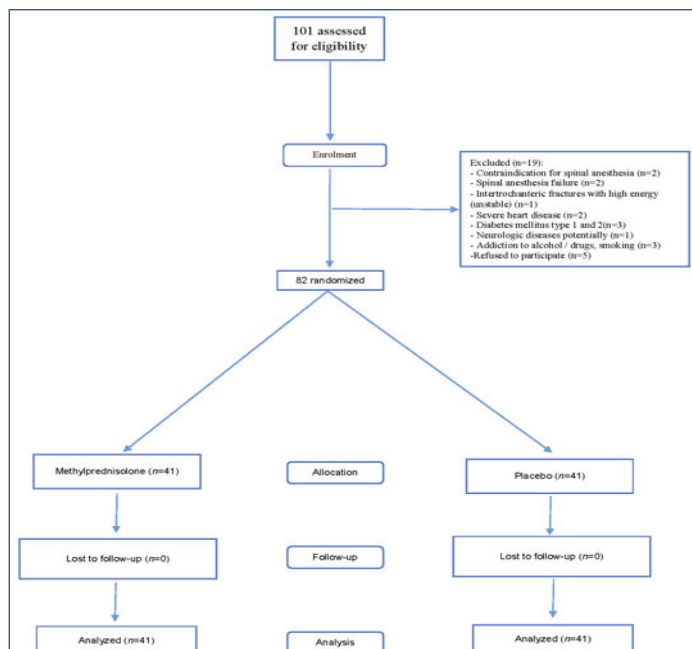 101 assessed
for eligibility
Enrolment
Excluded (n=19):
- Contraindication for spinal anesthesia (n=2)
- Spinal anesthesia failure (n=2)
- Intertrochanteric fractures with high energy
(unstable) (n=1)
- Severe heart disease (n=2)
- Diabetes mellitus type 1 and 2(n=3)
- Neurologic diseases potentially (n=1)
- Addiction to alcohol / drugs, smoking (n=3)
-Refused to participate (n=5)
82 randomized
Methylprednisolone (n=41)
Allocation
Placebo (n=41)
Lost to follow-up (n=0)
Follow-up
Lost to follow-up (n=0)
Analyzed (n=41)
Analysis
Analyzed (n=41)